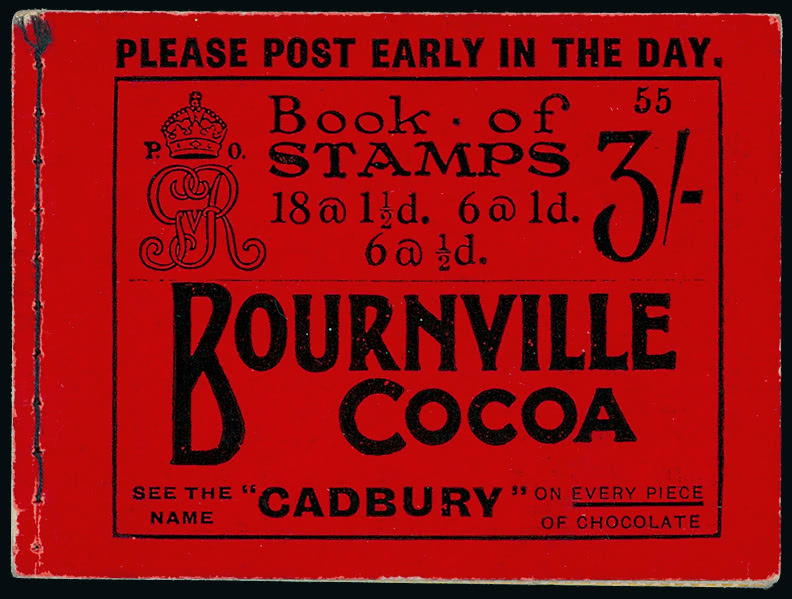 PLEASE POST EARLY IN THE DAY.
Book · of 55
P. O. STAMPS 3/-
GvR 18 @ 1½d. 6 @ 1d.
6 @ ½d.
BOURNVILLE
COCOA
SEE THE "CADBURY" ON EVERY PIECE
NAME OF CHOCOLATE